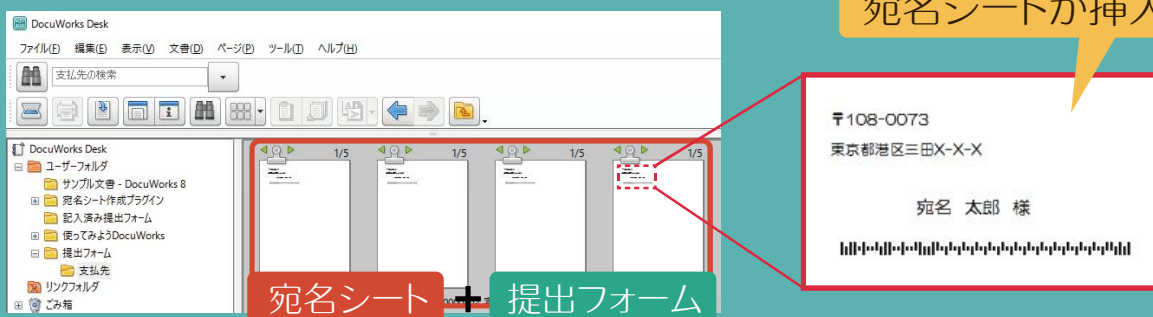 DocuWorks Desk
ファイル(F) 編集(E) 表示(V) 文書(D) ページ(P) ツール(T) ヘルプ(H)
支払先の検索
DocuWorks Desk
ユーザーフォルダ
サンプル文書 - DocuWorks 8
宛名シート作成プラグイン
記入済み提出フォーム
使ってみようDocuWorks
提出フォーム
支払先
リンクフォルダ
ごみ箱
1/5 1/5 1/5 1/5
宛名シート + 提出フォーム
宛名シートが挿入
〒108-0073
東京都港区三田X-X-X
宛名 太郎 様